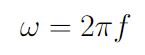 ω = 2πf